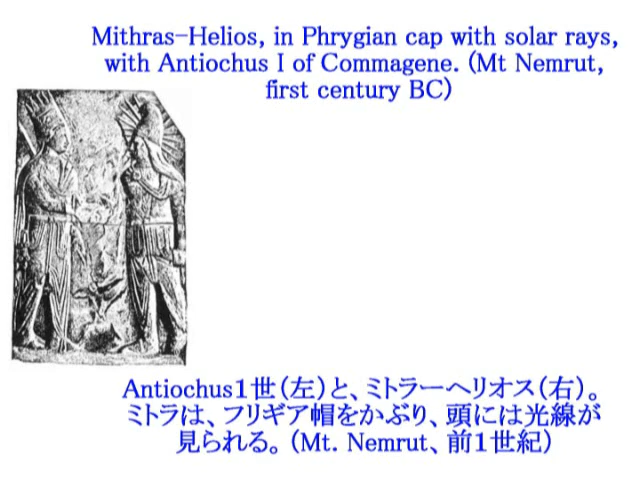 Mithras-Helios, in Phrygian cap with solar rays,
with Antiochus I of Commagene. (Mt Nemrut,
first century BC)
Antiochus１世（左）と、ミトラーヘリオス（右）。
ミトラは、フリギア帽をかぶり、頭には光線が
見られる。（Mt. Nemrut、前１世紀）